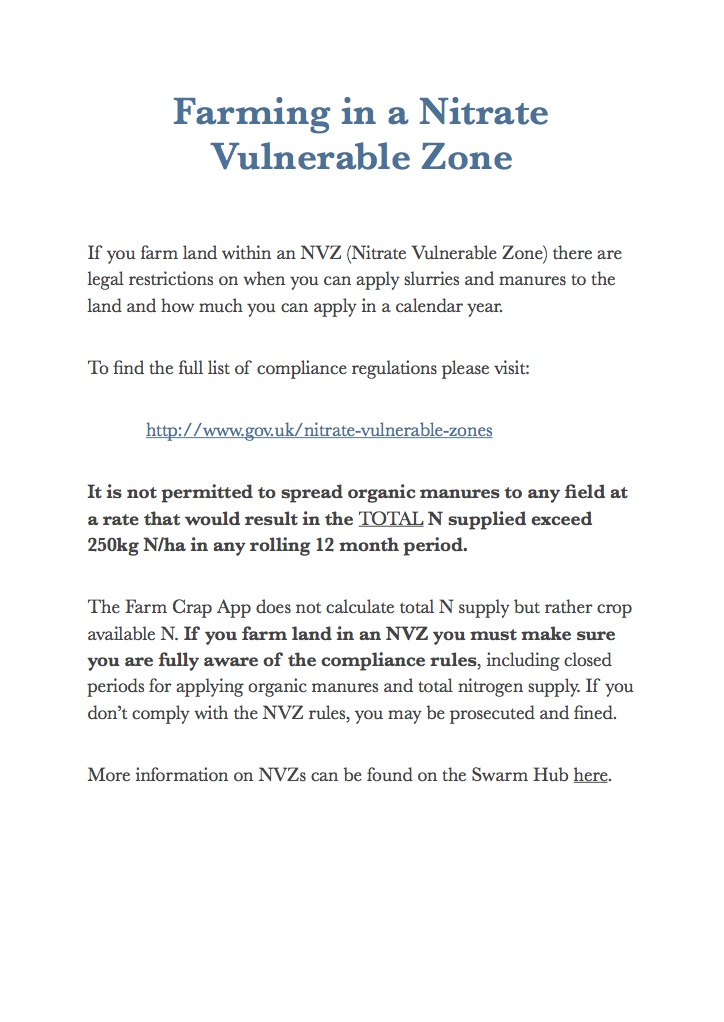 Farming in a Nitrate
Vulnerable Zone
If you farm land within an NVZ (Nitrate Vulnerable Zone) there are
legal restrictions on when you can apply slurries and manures to the
land and how much you can apply in a calendar year.
To find the full list of compliance regulations please visit:
http://www.gov.uk/nitrate-vulnerable-zones
It is not permitted to spread organic manures to any field at
a rate that would result in the TOTAL N supplied exceed
250kg N/ha in any rolling 12 month period.
The Farm Crap App does not calculate total N supply but rather crop
available N. If you farm land in an NVZ you must make sure
you are fully aware of the compliance rules, including closed
periods for applying organic manures and total nitrogen supply. If you
don’t comply with the NVZ rules, you may be prosecuted and fined.
More information on NVZs can be found on the Swarm Hub here.